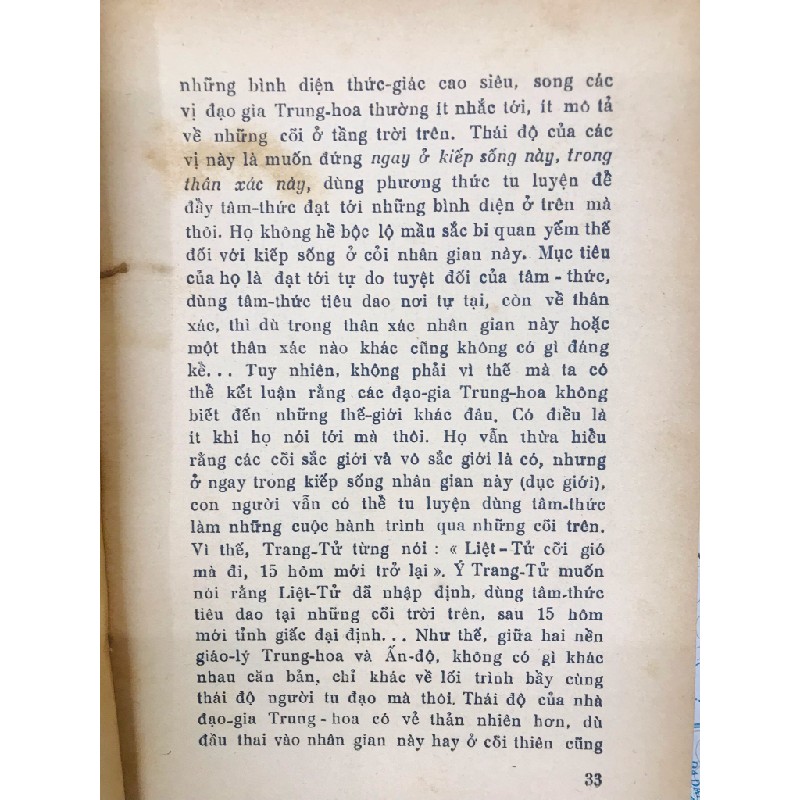 những bình diện thức-giác cao siêu, song các
vị đạo gia Trung-hoa thường ít nhắc tới, ít mô tả
về những cõi ở tầng trời trên. Thái độ của các
vị này là muốn đứng ngay ở kiếp sống này, trong
thân xác này, dùng phương thức tu luyện đề
đầy tâm-thức đạt tới những bình diện ở trên mà
thôi. Họ không hề bộc lộ mầu sắc bi quan yếm thế
đối với kiếp sống ở cỏi nhân gian này. Mục tiêu
của họ là đạt tới tự do tuyệt đối của tâm - thức,
dùng tâm-thức tiêu dao nơi tự tại, còn về thân
xác, thì dù trong thân xác nhân gian này hoặc
một thân xác nào khác cũng không có gì đáng
kề... Tuy nhiên, không phải vì thế mà ta có
thề kết luận rằng các đạo-gia Trung-hoa không
biết đến những thế-giới khác đâu. Có điều là
ít khi họ nói tới mà thôi. Họ vẫn thừa hiều
rằng các cõi sắc giới và vô sắc giới là có, nhưng
ở ngay trong kiếp sống nhân gian này (dục giới),
con người vẫn có thề tu luyện dùng tâm-thức
làm những cuộc hành trình qua những cõi trên.
Vì thế, Trang-Tử từng nói : « Liệt-Tử cõi gió
mà đi, 15 hôm mới trở lại ». Ý Trang-Tử muốn
nói rằng Liệt-Tử đã nhập định, dùng tâm-thức
tiêu dao tại những cõi trời trên, sau 15 hôm
mới tỉnh giấc đại định... Như thế, giữa hai nền
giáo-lý Trung-hoa và Ấn-độ, không có gì khác
nhau căn bản, chỉ khác về lối trình bầy cùng
thái độ người tu đạo mà thôi. Thái độ của nhà
đạo-gia Trung-hoa có vẻ thản nhiên hơn, dù
đầu thai vào nhân gian này hay ở cõi thiên cũng
33